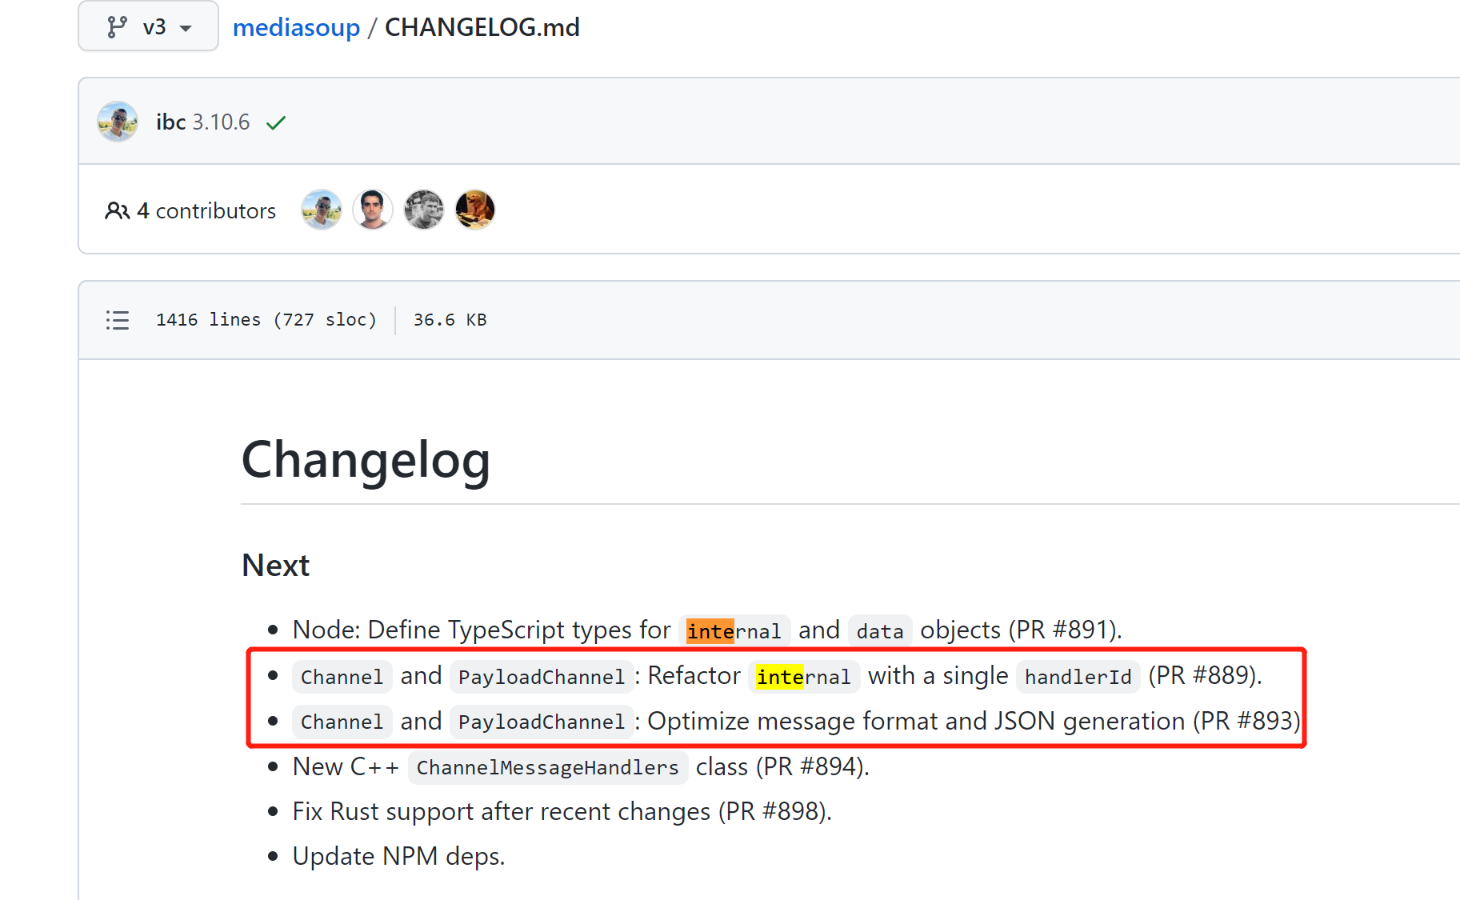 v3 mediasoup / CHANGELOG.md
ibc 3.10.6
4 contributors
1416 lines (727 sloc) 36.6 KB
Changelog
Next
Node: Define TypeScript types for internal and data objects (PR #891).
Channel and PayloadChannel: Refactor internal with a single handlerId (PR #889).
Channel and PayloadChannel: Optimize message format and JSON generation (PR #893)
New C++ ChannelMessageHandlers class (PR #894).
Fix Rust support after recent changes (PR #898).
Update NPM deps.